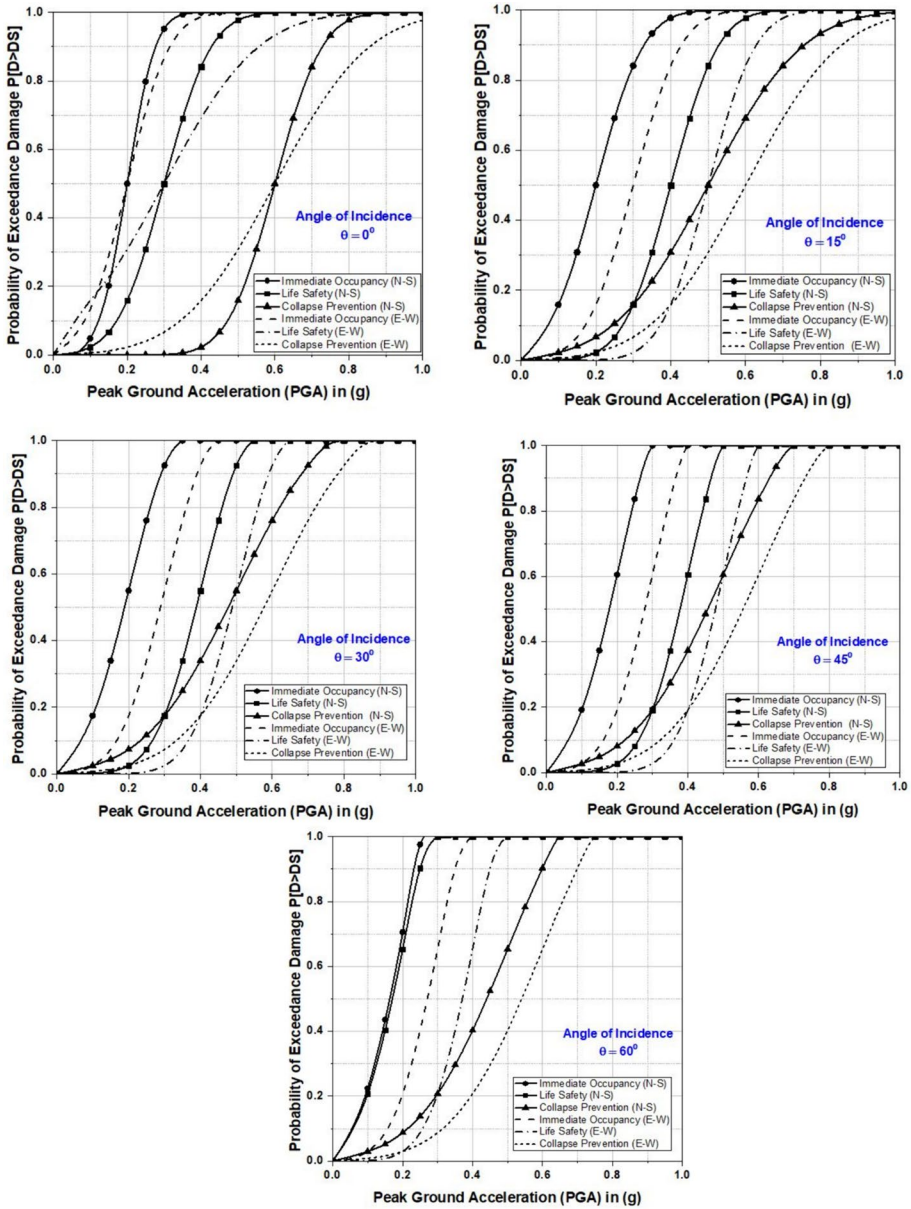 1.0
0.8
0.6
0.4
0.2
0.0
Probability of Exceedance Damage P[D>DS]
Angle of Incidence
θ = 0°
Immediate Occupancy (N-S)
Life Safety (N-S)
Collapse Prevention (N-S)
Immediate Occupancy (E-W)
Life Safety (E-W)
Collapse Prevention (E-W)
0.0 0.2 0.4 0.6 0.8 1.0
Peak Ground Acceleration (PGA) in (g)
1.0
0.8
0.6
0.4
0.2
0.0
Probability of Exceedance Damage P[D>DS]
Angle of Incidence
θ = 15°
Immediate Occupancy (N-S)
Life Safety (N-S)
Collapse Prevention (N-S)
Immediate Occupancy (E-W)
Life Safety (E-W)
Collapse Prevention (E-W)
0.0 0.2 0.4 0.6 0.8 1.0
Peak Ground Acceleration (PGA) in (g)
1.0
0.8
0.6
0.4
0.2
0.0
Probability of Exceedance Damage P[D>DS]
Angle of Incidence
θ = 30°
Immediate Occupancy (N-S)
Life Safety (N-S)
Collapse Prevention (N-S)
Immediate Occupancy (E-W)
Life Safety (E-W)
Collapse Prevention (E-W)
0.0 0.2 0.4 0.6 0.8 1.0
Peak Ground Acceleration (PGA) in (g)
1.0
0.8
0.6
0.4
0.2
0.0
Probability of Exceedance Damage P[D>DS]
Angle of Incidence
θ = 45°
Immediate Occupancy (N-S)
Life Safety (N-S)
Collapse Prevention (N-S)
Immediate Occupancy (E-W)
Life Safety (E-W)
Collapse Prevention (E-W)
0.0 0.2 0.4 0.6 0.8 1.0
Peak Ground Acceleration (PGA) in (g)
1.0
0.8
0.6
0.4
0.2
0.0
Probability of Exceedance Damage P[D>DS]
Angle of Incidence
θ = 60°
Immediate Occupancy (N-S)
Life Safety (N-S)
Collapse Prevention (N-S)
Immediate Occupancy (E-W)
Life Safety (E-W)
Collapse Prevention (E-W)
0.0 0.2 0.4 0.6 0.8 1.0
Peak Ground Acceleration (PGA) in (g)